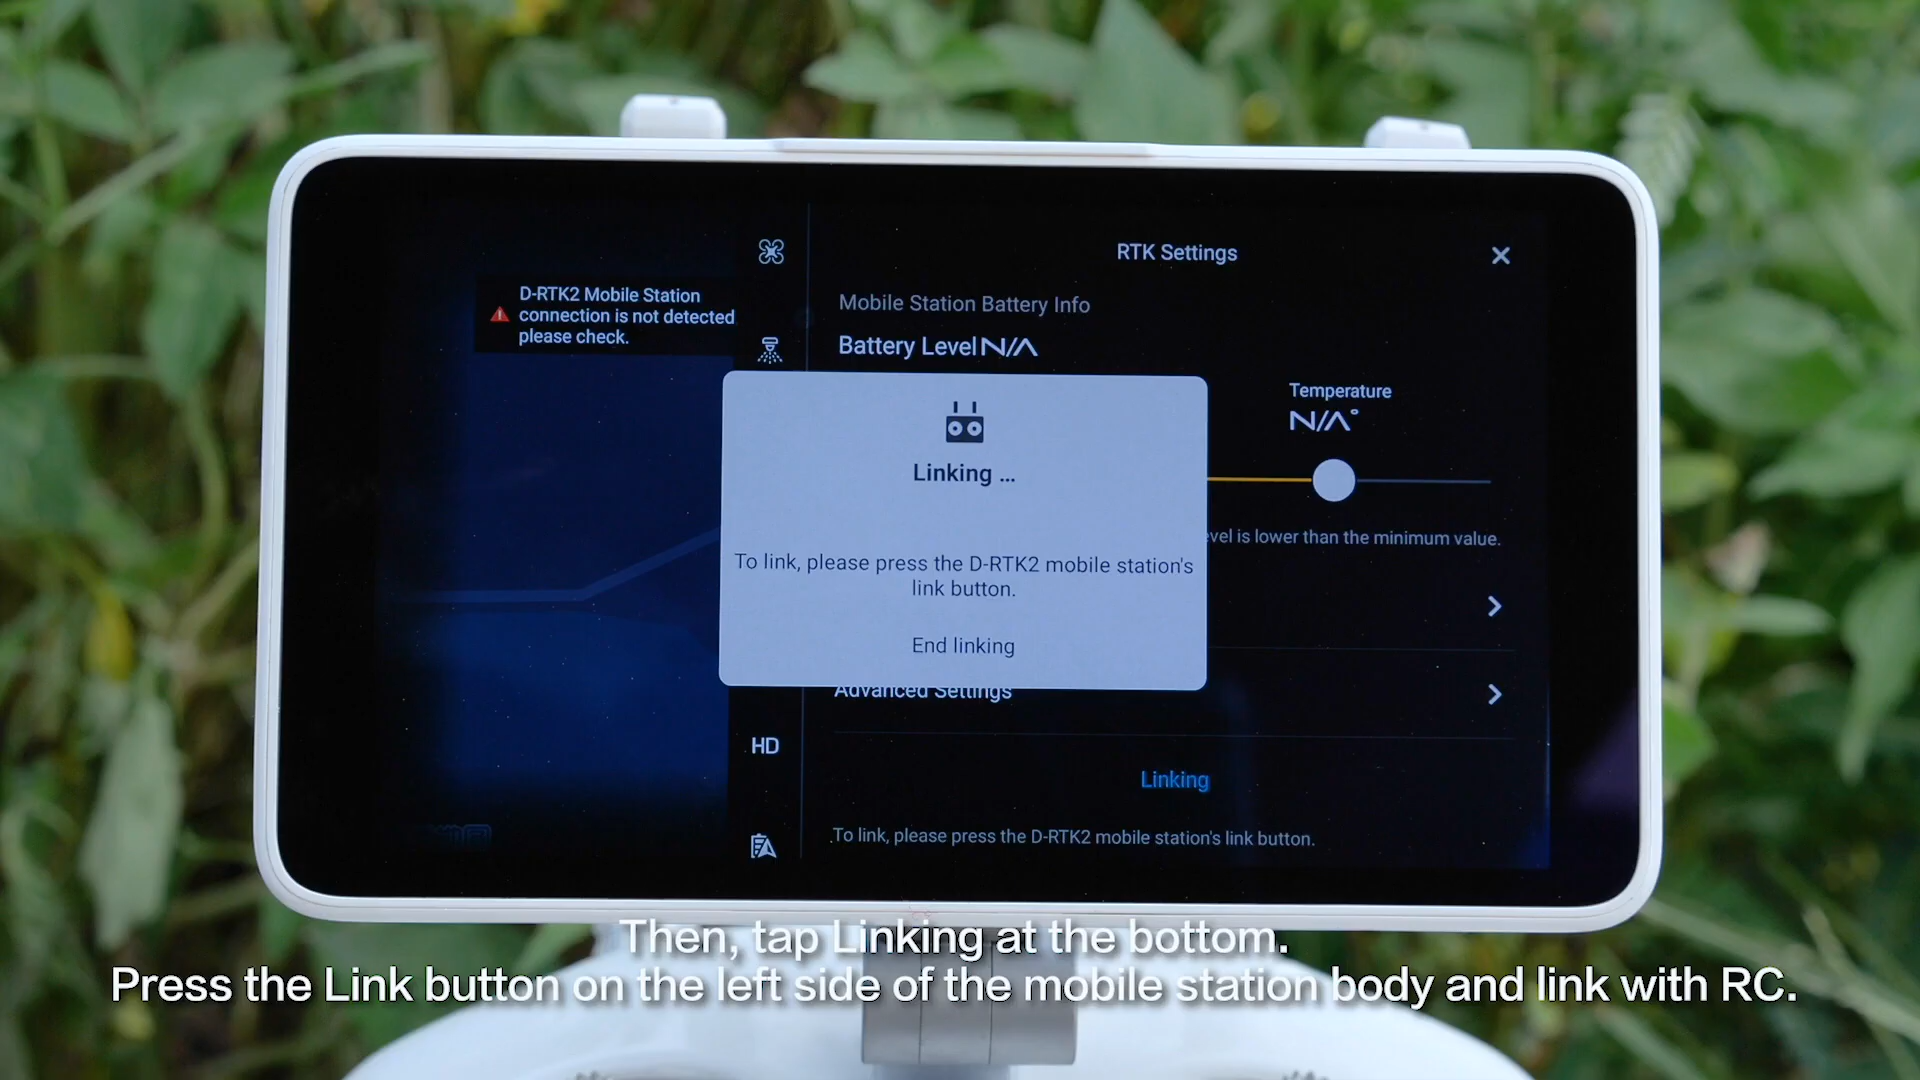 RTK Settings
D-RTK2 Mobile Station
connection is not detected
please check.
Mobile Station Battery Info
Battery Level N/A
Temperature
N/A°
Linking ...
To link, please press the D-RTK2 mobile station's
link button.
End linking
evel is lower than the minimum value.
Advanced Settings
HD
Linking
To link, please press the D-RTK2 mobile station's link button.
Then, tap Linking at the bottom.
Press the Link button on the left side of the mobile station body and link with RC.